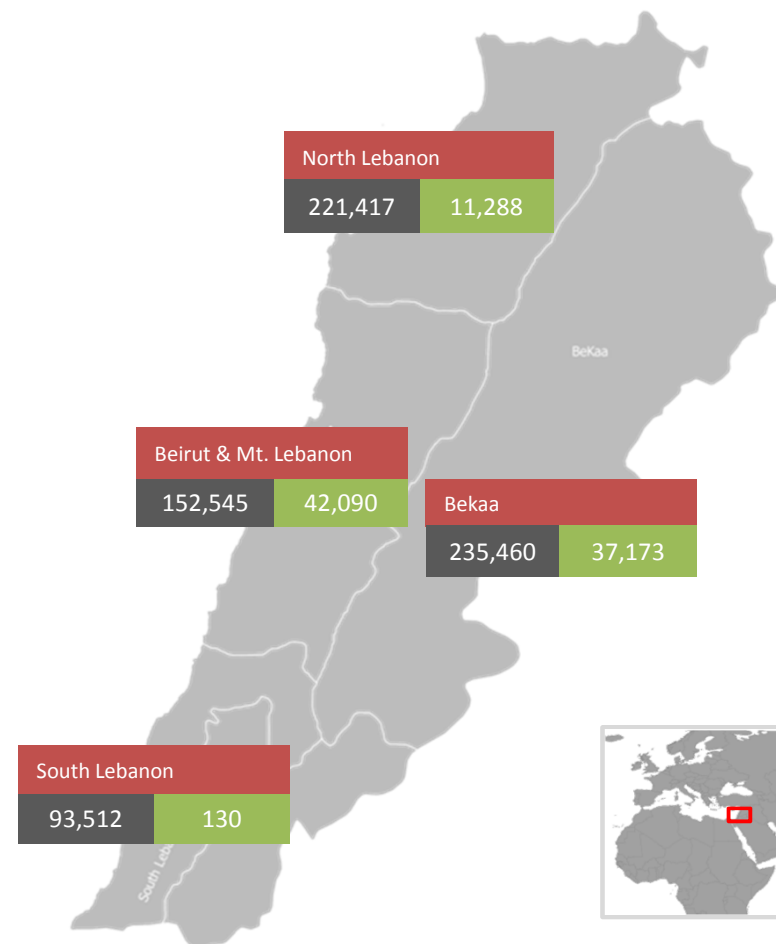 North Lebanon
221,417 11,288
BeKaa
Beirut & Mt. Lebanon
152,545 42,090
Bekaa
235,460 37,173
South Lebanon
93,512 130